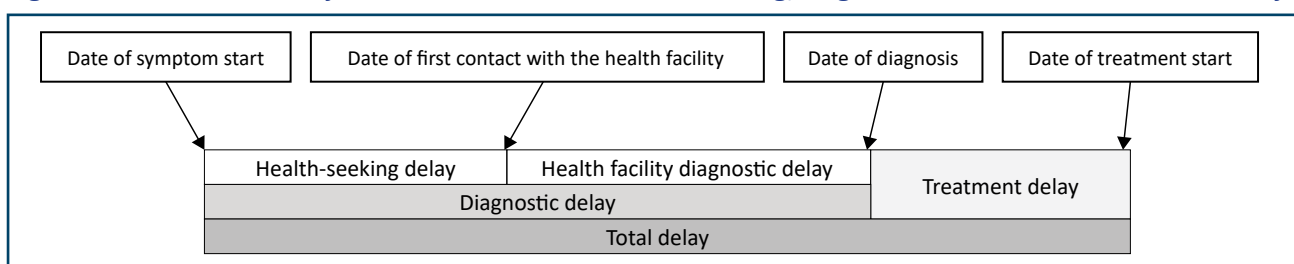 Date of symptom start
Date of first contact with the health facility
Date of diagnosis
Date of treatment start
Health-seeking delay
Health facility diagnostic delay
Treatment delay
Diagnostic delay
Total delay